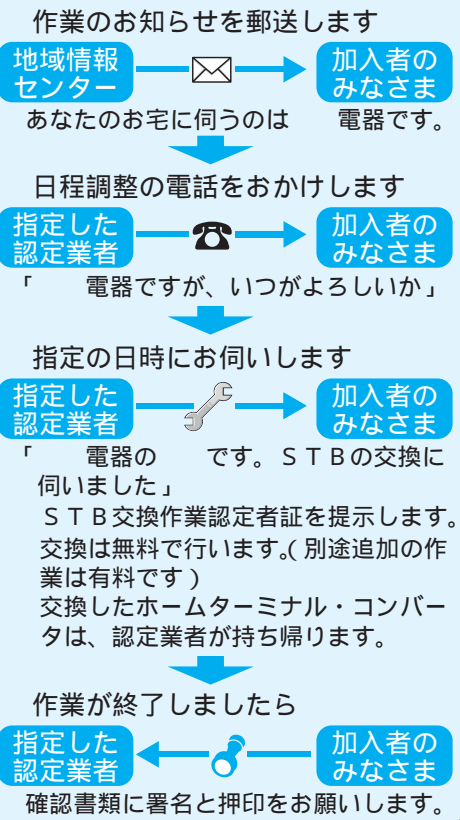 作業のお知らせを郵送します
地域情報
センター
加入者の
みなさま
あなたのお宅に伺うのは　　電器です。
日程調整の電話をおかけします
指定した
認定業者
加入者の
みなさま
「　　電器ですが、いつがよろしいか」
指定の日時にお伺いします
指定した
認定業者
加入者の
みなさま
「　　電器の　　です。ＳＴＢの交換に
伺いました」
ＳＴＢ交換作業認定者証を提示します。
交換は無料で行います。（別途追加の作
業は有料です）
交換したホームターミナル・コンバー
タは、認定業者が持ち帰ります。
作業が終了しましたら
指定した
認定業者
加入者の
みなさま
確認書類に署名と押印をお願いします。